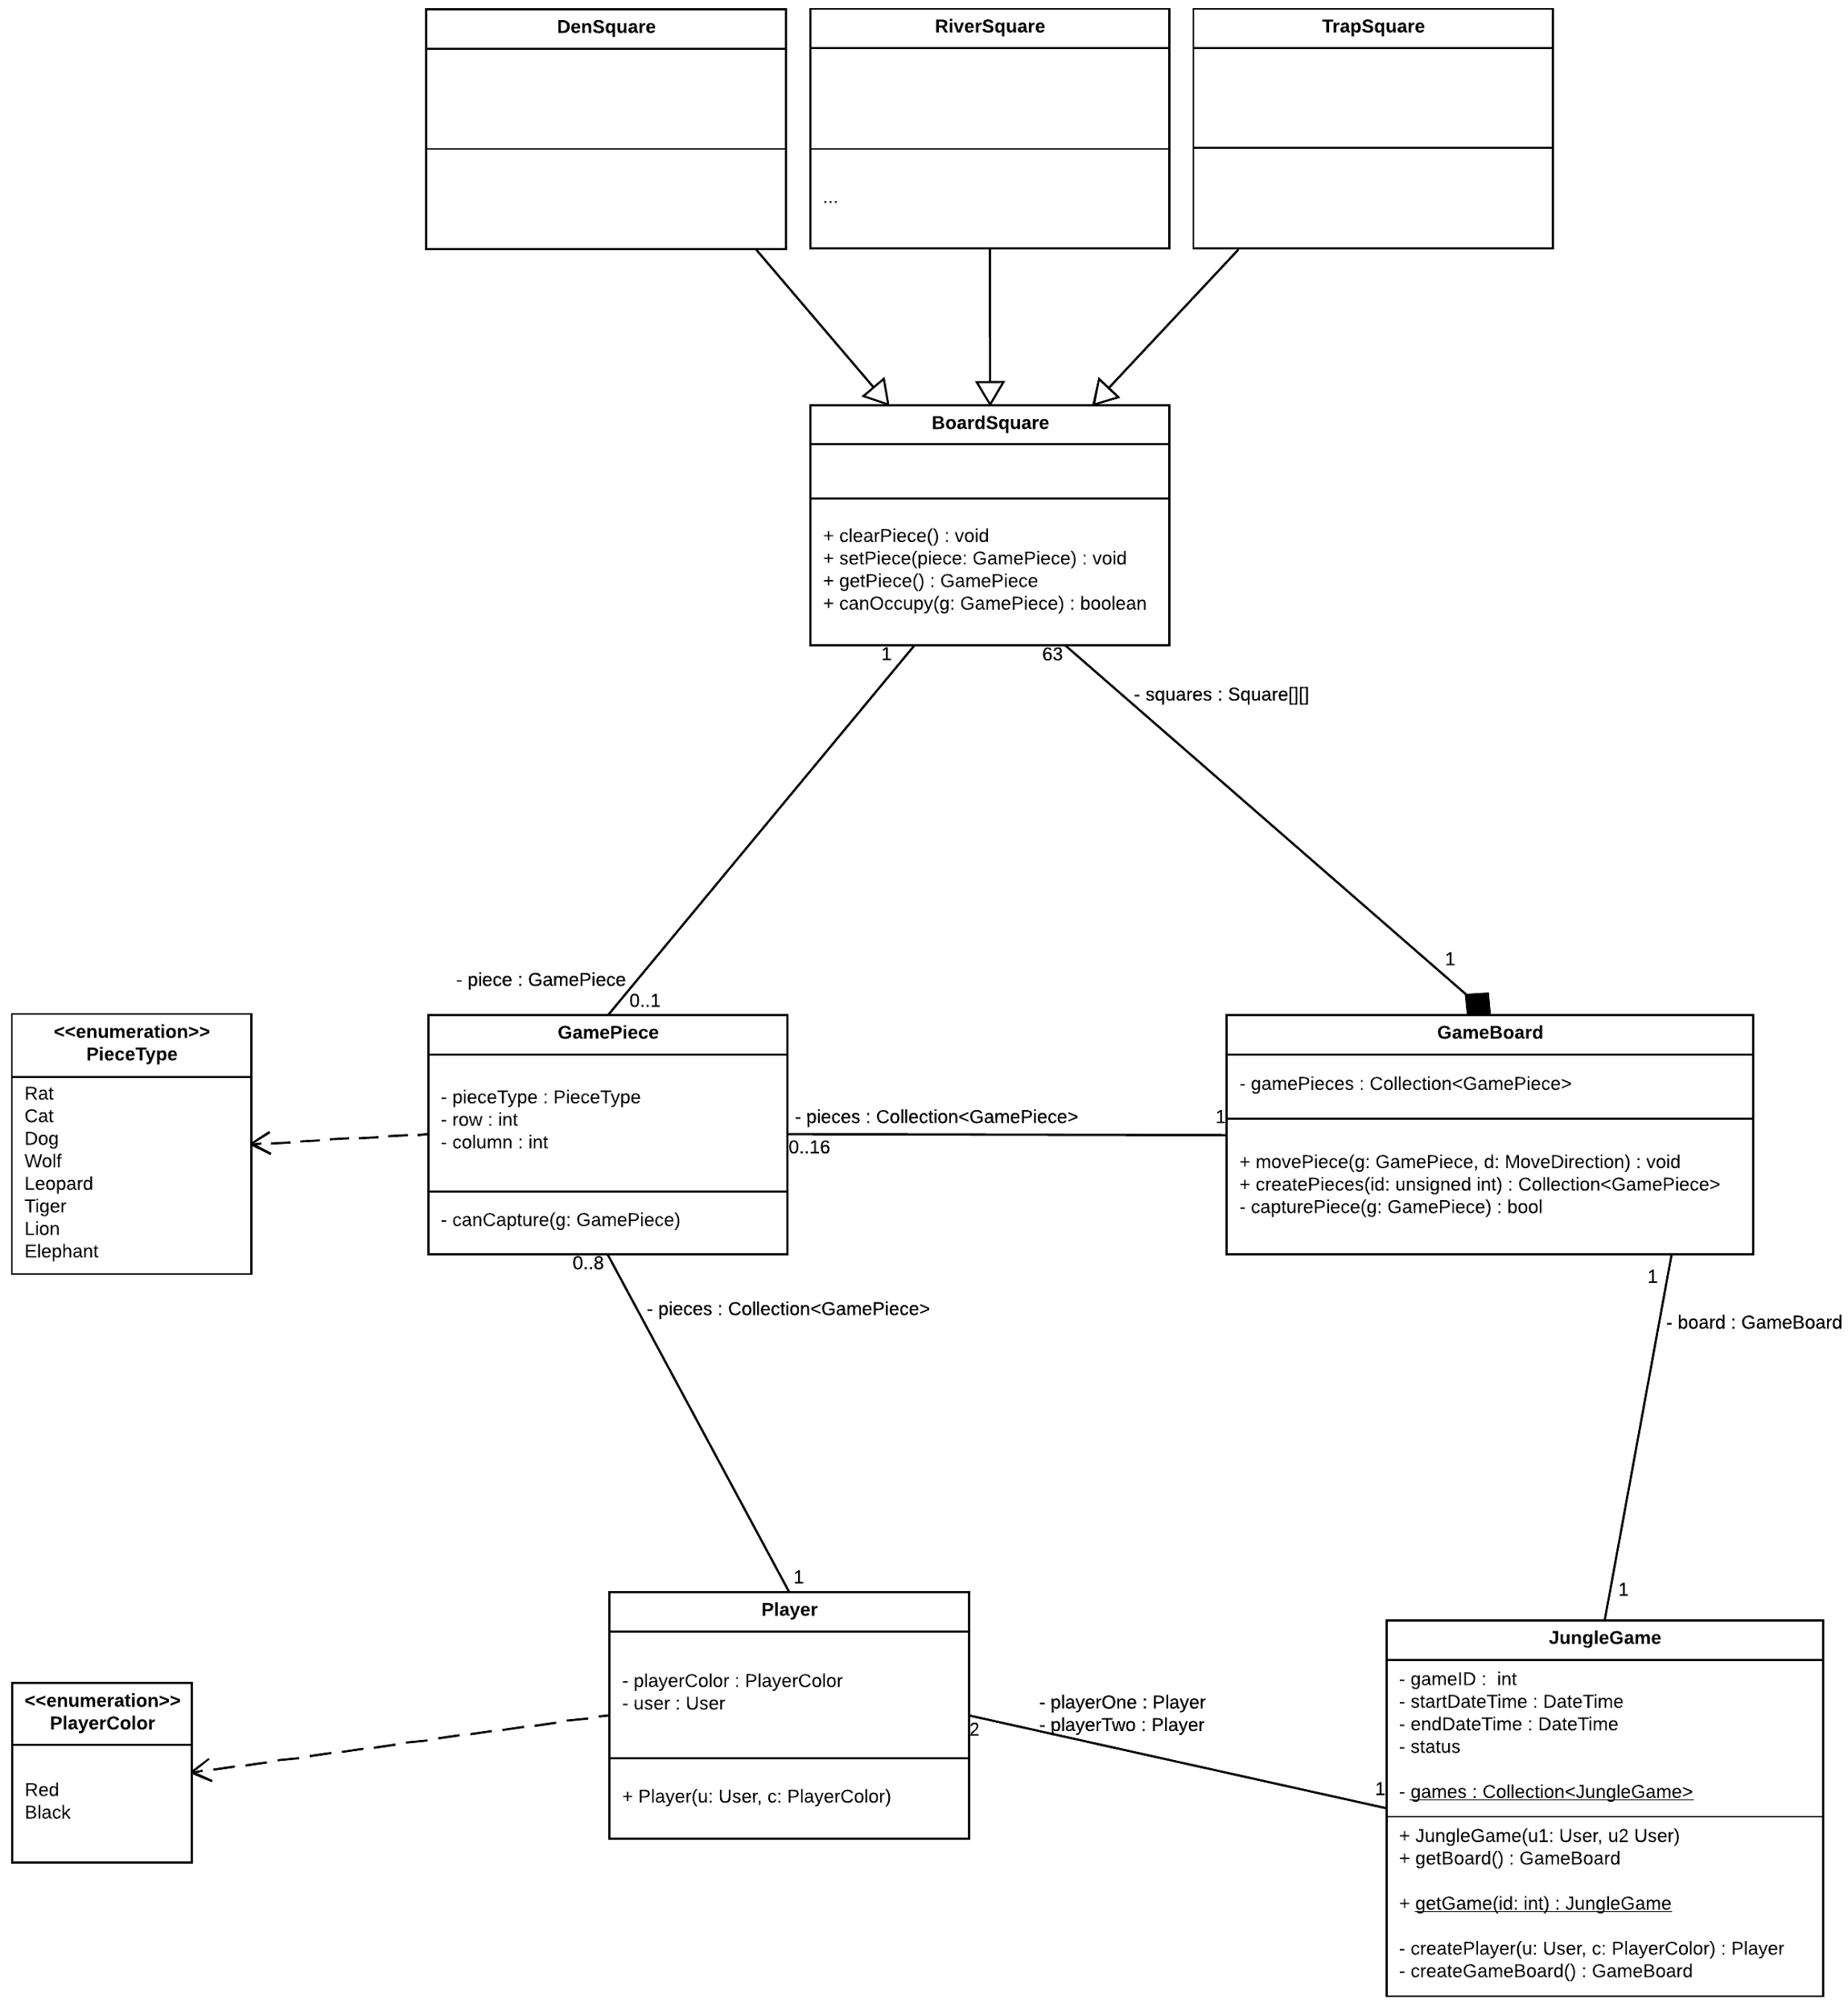 DenSquare
RiverSquare
...
TrapSquare
BoardSquare
+ clearPiece() : void
+ setPiece(piece: GamePiece) : void
+ getPiece() : GamePiece
+ canOccupy(g: GamePiece) : boolean
1
63
- squares : Square[][]
1
- piece : GamePiece
0..1
<<enumeration>>
PieceType
Rat
Cat
Dog
Wolf
Leopard
Tiger
Lion
Elephant
GamePiece
- pieceType : PieceType
- row : int
- column : int
- canCapture(g: GamePiece)
- pieces : Collection<GamePiece>
0..16
1
GameBoard
- gamePieces : Collection<GamePiece>
+ movePiece(g: GamePiece, d: MoveDirection) : void
+ createPieces(id: unsigned int) : Collection<GamePiece>
- capturePiece(g: GamePiece) : bool
0..8
- pieces : Collection<GamePiece>
1
1
- board : GameBoard
1
<<enumeration>>
PlayerColor
Red
Black
Player
- playerColor : PlayerColor
- user : User
+ Player(u: User, c: PlayerColor)
- playerOne : Player
- playerTwo : Player
2
1
JungleGame
- gameID :  int
- startDateTime : DateTime
- endDateTime : DateTime
- status
- games : Collection<JungleGame>
+ JungleGame(u1: User, u2 User)
+ getBoard() : GameBoard
+ getGame(id: int) : JungleGame
- createPlayer(u: User, c: PlayerColor) : Player
- createGameBoard() : GameBoard